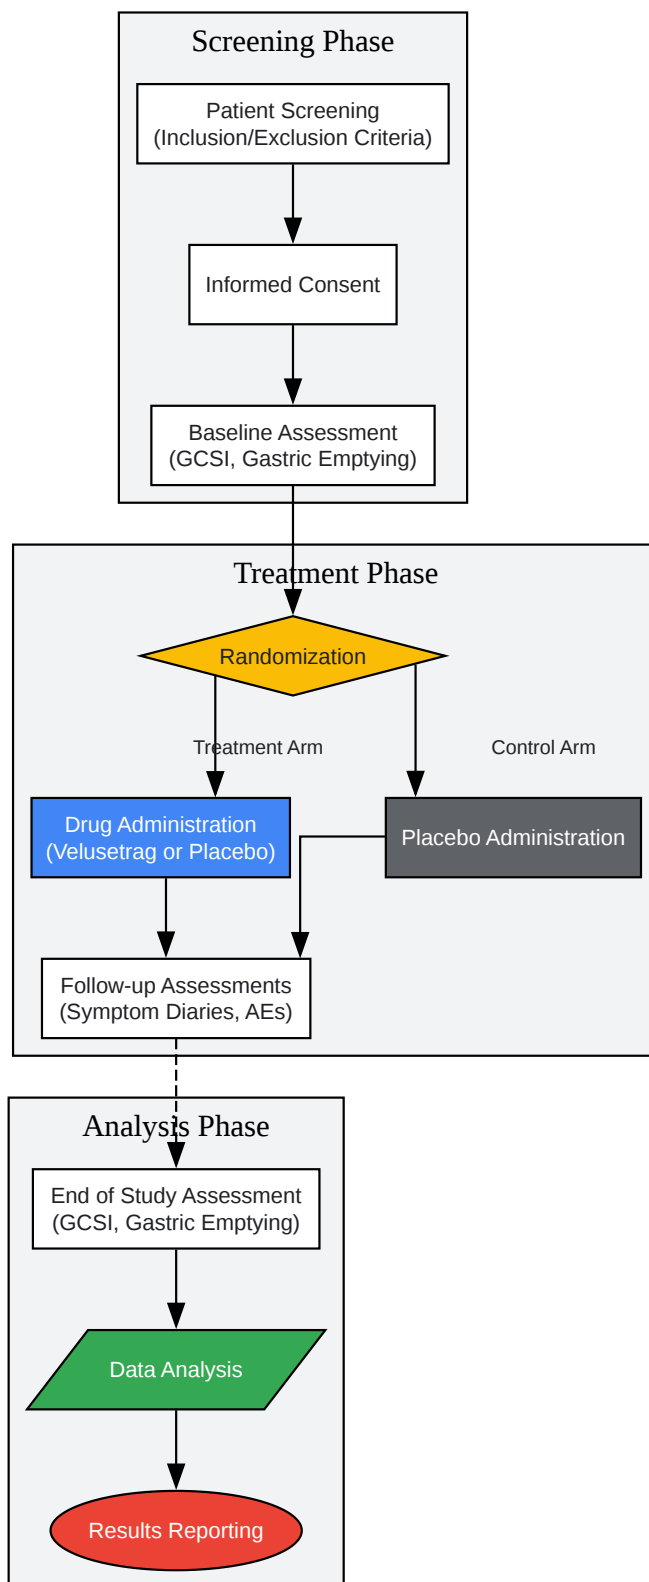 Screening Phase
Patient Screening
(Inclusion/Exclusion Criteria)
Informed Consent
Baseline Assessment
(GCSI, Gastric Emptying)
Treatment Phase
Randomization
Treatment Arm
Control Arm
Drug Administration
(Velusetrag or Placebo)
Placebo Administration
Follow-up Assessments
(Symptom Diaries, AEs)
Analysis Phase
End of Study Assessment
(GCSI, Gastric Emptying)
Data Analysis
Results Reporting